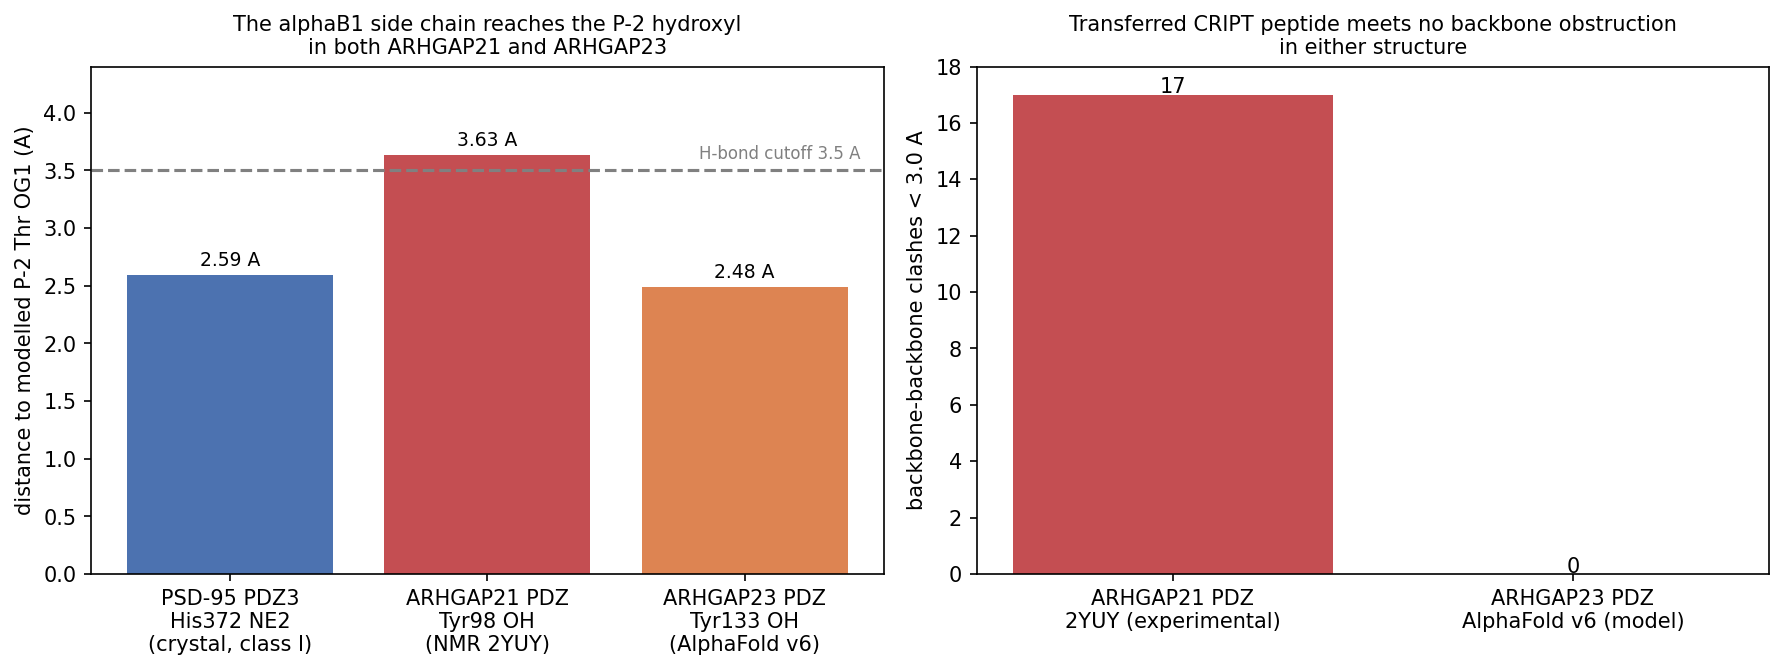 The alphaB1 side chain reaches the P-2 hydroxyl
in both ARHGAP21 and ARHGAP23
distance to modelled P-2 Thr OG1 (A)
4.0
3.5
3.0
2.5
2.0
1.5
1.0
0.5
0.0
2.59 A
3.63 A
2.48 A
H-bond cutoff 3.5 A
PSD-95 PDZ3
His372 NE2
(crystal, class I)
ARHGAP21 PDZ
Tyr98 OH
(NMR 2YUY)
ARHGAP23 PDZ
Tyr133 OH
(AlphaFold v6)
Transferred CRIPT peptide meets no backbone obstruction
in either structure
backbone-backbone clashes < 3.0 A
18
16
14
12
10
8
6
4
2
0
17
0
ARHGAP21 PDZ
2YUY (experimental)
ARHGAP23 PDZ
AlphaFold v6 (model)